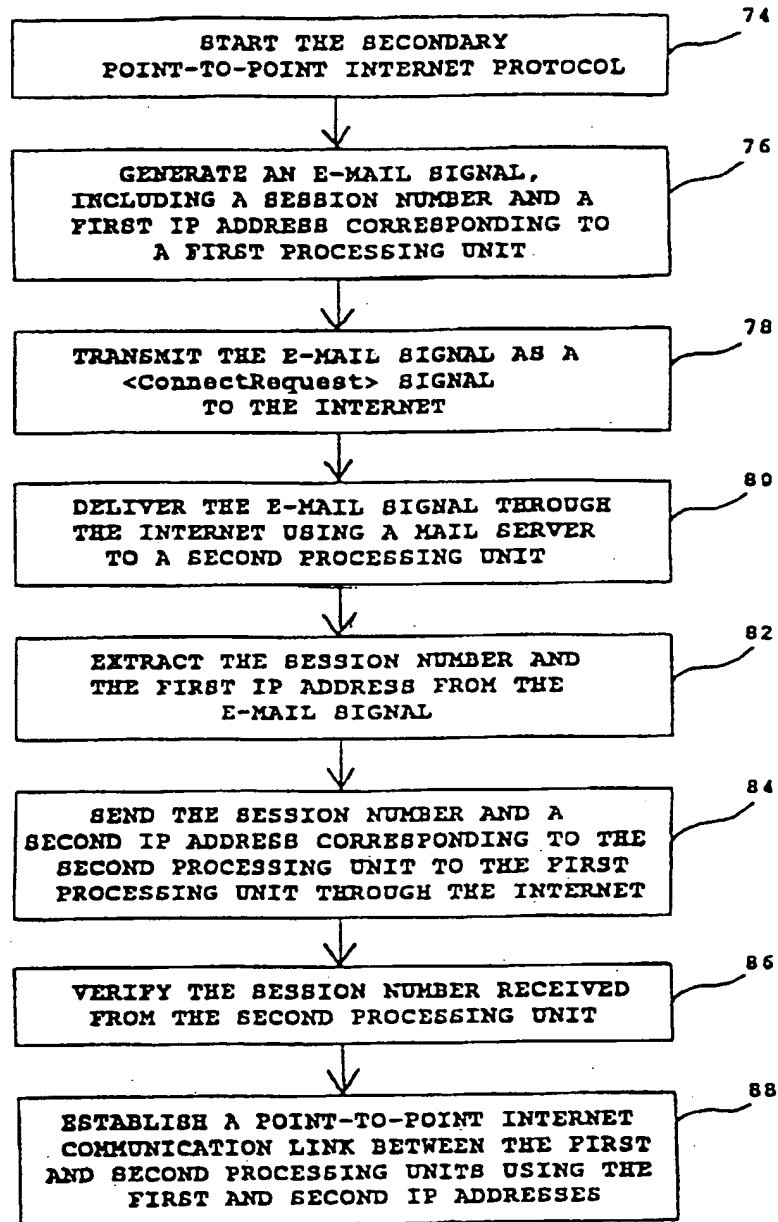 74
START THE SECONDARY
POINT-TO-POINT INTERNET PROTOCOL
76
GENERATE AN E-MAIL SIGNAL,
INCLUDING A SESSION NUMBER AND A
FIRST IP ADDRESS CORRESPONDING TO
A FIRST PROCESSING UNIT
78
TRANSMIT THE E-MAIL SIGNAL AS A
<ConnectRequest> SIGNAL
TO THE INTERNET
80
DELIVER THE E-MAIL SIGNAL THROUGH
THE INTERNET USING A MAIL SERVER
TO A SECOND PROCESSING UNIT
82
EXTRACT THE SESSION NUMBER AND
THE FIRST IP ADDRESS FROM THE
E-MAIL SIGNAL
84
SEND THE SESSION NUMBER AND A
SECOND IP ADDRESS CORRESPONDING TO THE
SECOND PROCESSING UNIT TO THE FIRST
PROCESSING UNIT THROUGH THE INTERNET
86
VERIFY THE SESSION NUMBER RECEIVED
FROM THE SECOND PROCESSING UNIT
88
ESTABLISH A POINT-TO-POINT INTERNET
COMMUNICATION LINK BETWEEN THE FIRST
AND SECOND PROCESSING UNITS USING THE
FIRST AND SECOND IP ADDRESSES